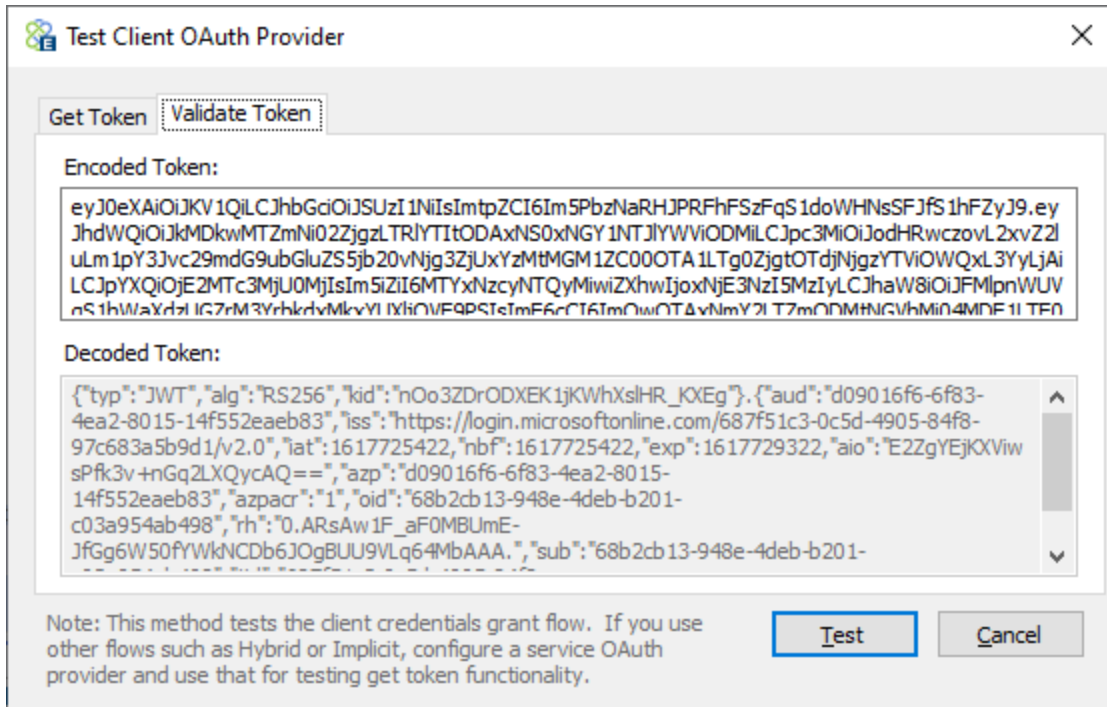 Test Client OAuth Provider
Get Token
Validate Token
Encoded Token:
eyJ0eXAiOiJKV1QiLCJhbGciOiJSUzI1NiIsImtpZCI6Im5PbzNaRHJPRFhFSzFqS1doWHNsSFJfS1hFZyJ9.ey
JhdWQiOiJkMDkwMTZmNi02ZjgzLTRlYTItODAxNS0xNGY1NTJlYWViODMiLCJpc3MiOiJodHRwczovL2xvZ2l
uLm1pY3Jvc29mdG9ubGluZS5jb20vNjg3ZjUxYzMtMGM1ZC00OTA1LTg0ZjgtOTdjNjgzYTViOWQxL3YyLjAi
LCJpYXQiOjE2MTc3MjU0MjIsIm5iZiI6MTYxNzcyNTQyMiwiZXhwIjoxNjE3NzI5MzIyLCJhaW8iOiJFMlpnWUV
Decoded Token:
{"typ":"JWT","alg":"RS256","kid":"nOo3ZDrODXEK1jKWhXslHR_KXEg"}.{"aud":"d09016f6-6f83-
4ea2-8015-14f552eaeb83","iss":"https://login.microsoftonline.com/687f51c3-0c5d-4905-84f8-
97c683a5b9d1/v2.0","iat":1617725422,"nbf":1617725422,"exp":1617729322,"aio":"E2ZgYEjKXViw
sPfk3v+nGq2LXQycAQ==","azp":"d09016f6-6f83-4ea2-8015-
14f552eaeb83","azpacr":"1","oid":"68b2cb13-948e-4deb-b201-
c03a954ab498","rh":"0.ARsAw1F_aF0MBUmE-
JfGg6W50fYWkNCDb6JOgBUU9VLq64MbAAA.","sub":"68b2cb13-948e-4deb-b201-
Note: This method tests the client credentials grant flow. If you use
other flows such as Hybrid or Implicit, configure a service OAuth
provider and use that for testing get token functionality.
Test
Cancel